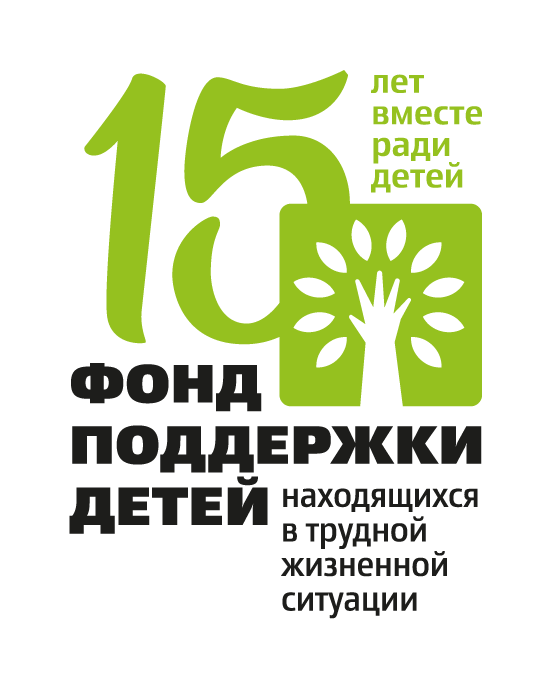 15
лет
вместе
ради
детей
ФОНД
ПОДДЕРЖКИ
ДЕТЕЙ
находящихся
в трудной
жизненной
ситуации